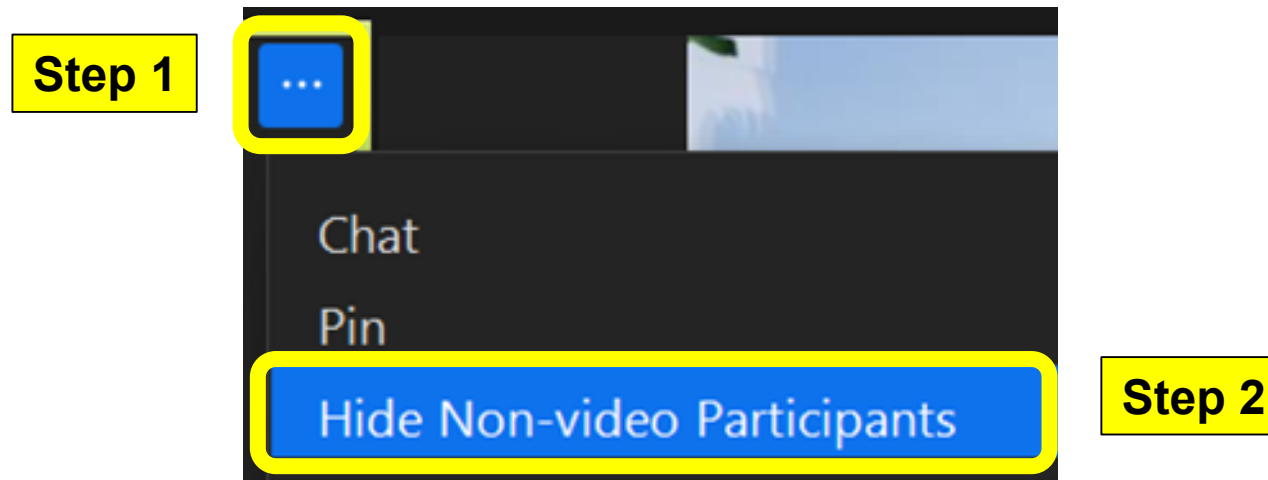 Step 1
...
Chat
Pin
Hide Non-video Participants
Step 2